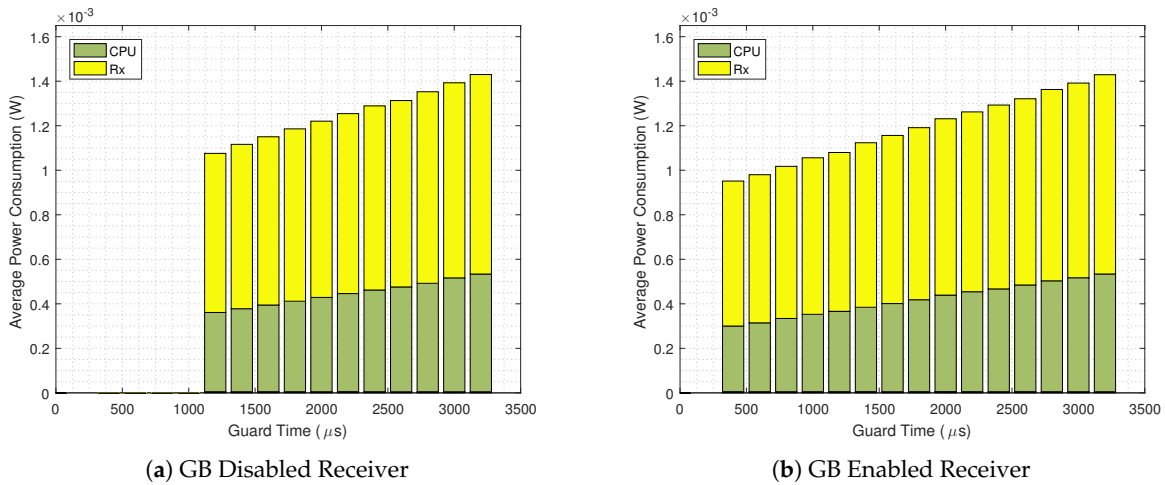 ×10⁻³
1.6
1.4
1.2
1
0.8
0.6
0.4
0.2
0
Average Power Consumption (W)
CPU
Rx
0 500 1000 1500 2000 2500 3000 3500
Guard Time ( μs)
(a) GB Disabled Receiver
×10⁻³
1.6
1.4
1.2
1
0.8
0.6
0.4
0.2
0
Average Power Consumption (W)
CPU
Rx
0 500 1000 1500 2000 2500 3000 3500
Guard Time ( μs)
(b) GB Enabled Receiver